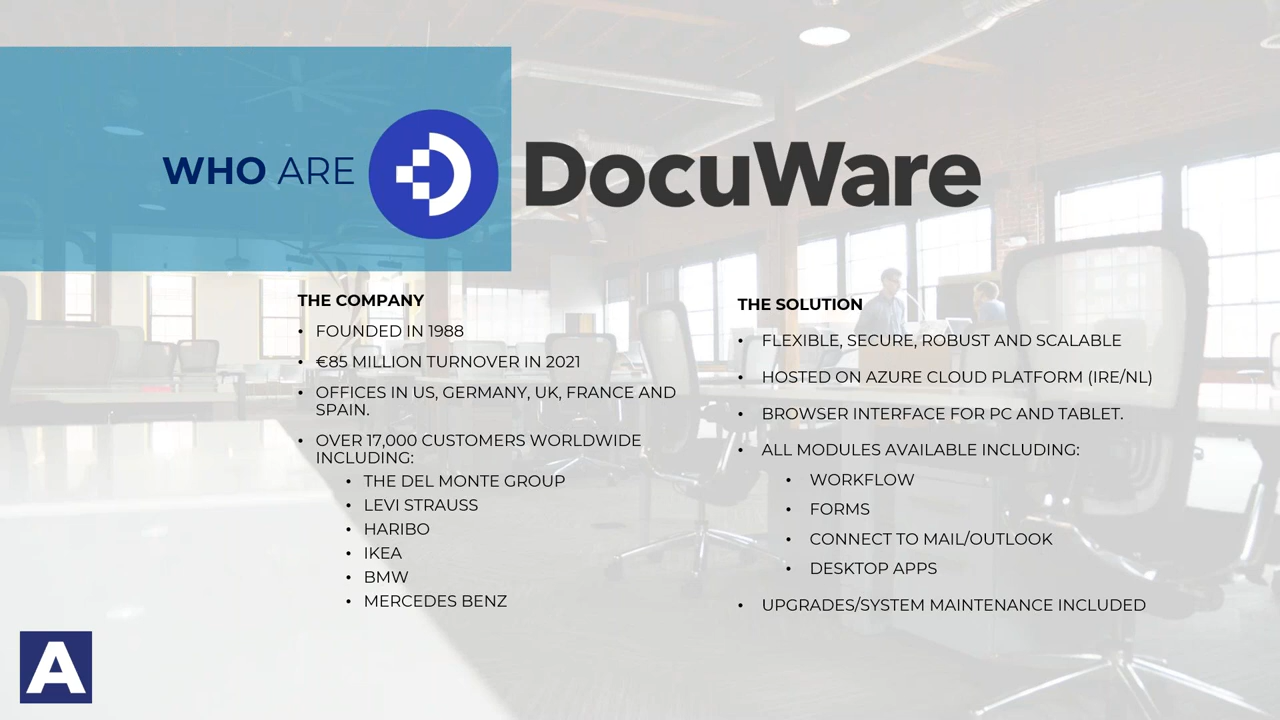 WHO ARE DocuWare
THE COMPANY
• FOUNDED IN 1988
• €85 MILLION TURNOVER IN 2021
• OFFICES IN US, GERMANY, UK, FRANCE AND
SPAIN.
• OVER 17,000 CUSTOMERS WORLDWIDE
INCLUDING:
• THE DEL MONTE GROUP
• LEVI STRAUSS
• HARIBO
• IKEA
• BMW
• MERCEDES BENZ
THE SOLUTION
• FLEXIBLE, SECURE, ROBUST AND SCALABLE
• HOSTED ON AZURE CLOUD PLATFORM (IRE/NL)
• BROWSER INTERFACE FOR PC AND TABLET.
• ALL MODULES AVAILABLE INCLUDING:
• WORKFLOW
• FORMS
• CONNECT TO MAIL/OUTLOOK
• DESKTOP APPS
• UPGRADES/SYSTEM MAINTENANCE INCLUDED
A